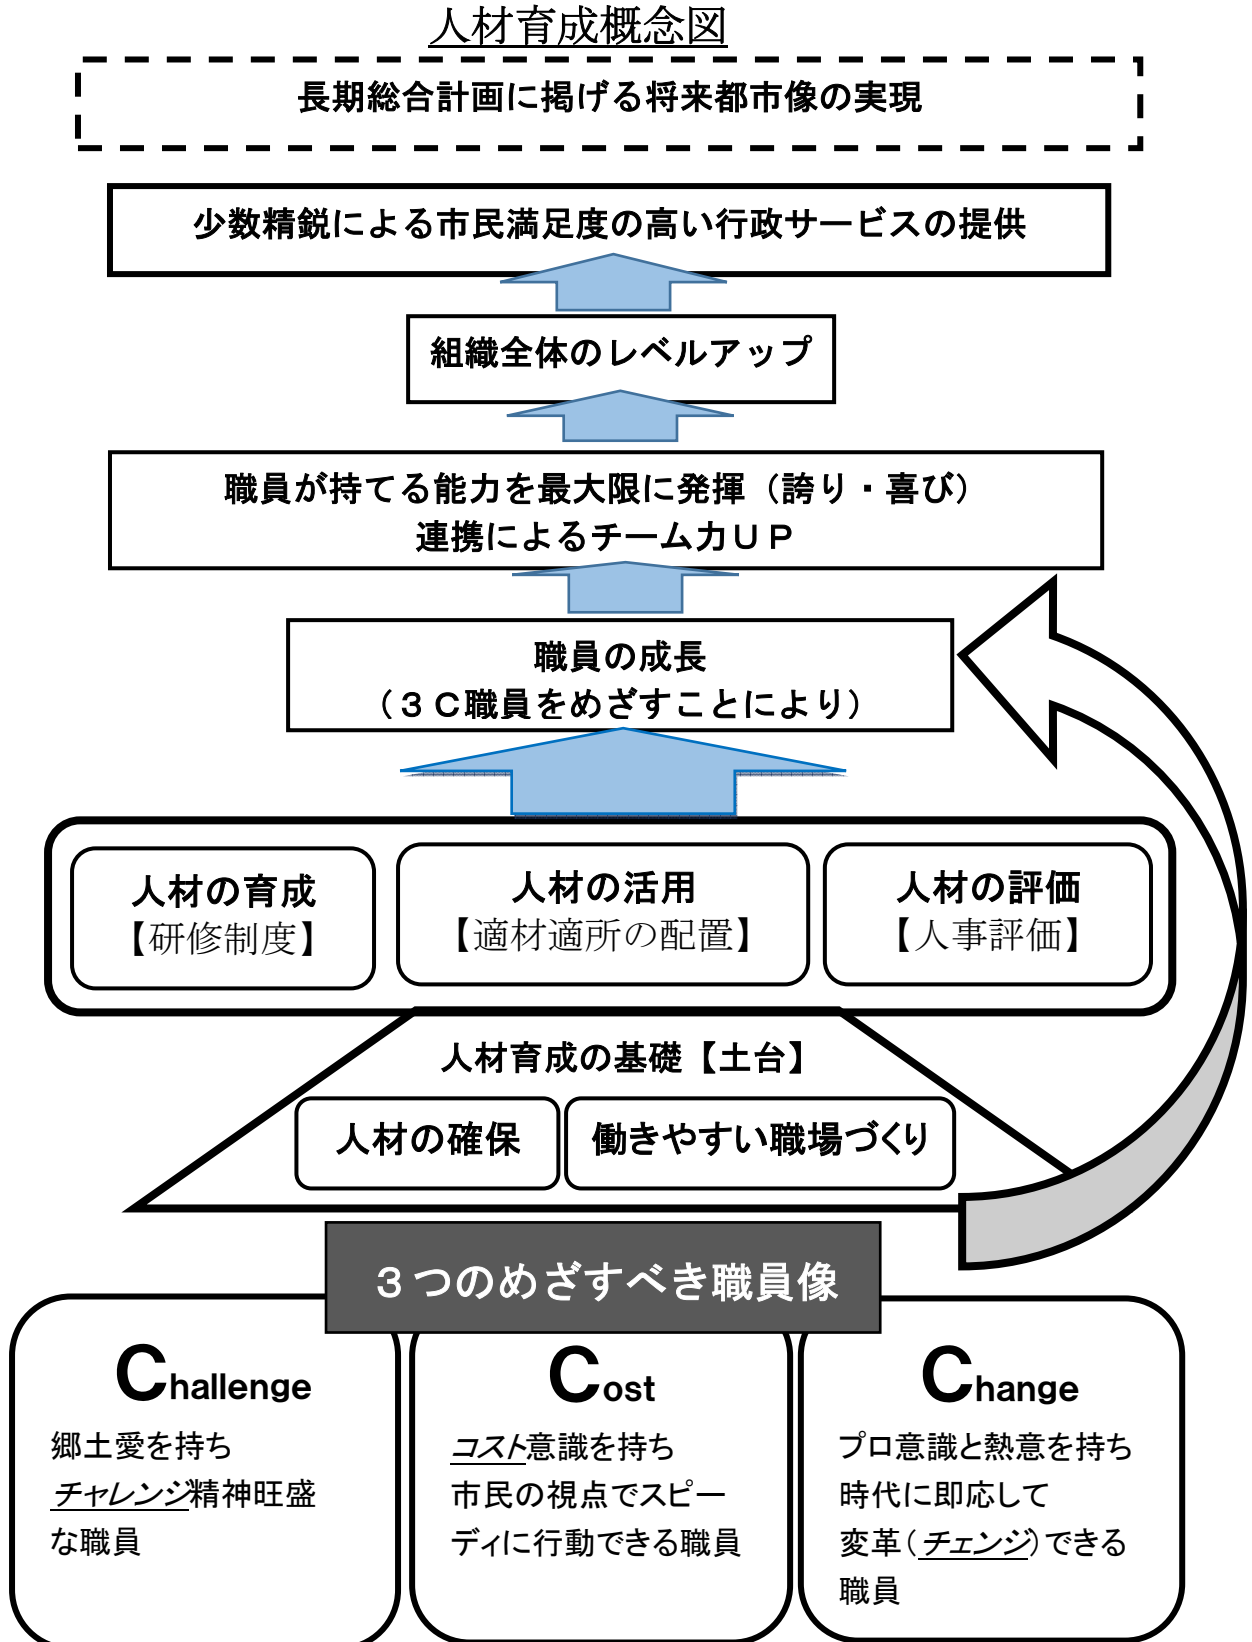 人材育成概念図
長期総合計画に掲げる将来都市像の実現
少数精鋭による市民満足度の高い行政サービスの提供
組織全体のレベルアップ
職員が持てる能力を最大限に発揮（誇り・喜び）
連携によるチーム力ＵＰ
職員の成長
（３Ｃ職員をめざすことにより）
人材の育成
【研修制度】
人材の活用
【適材適所の配置】
人材の評価
【人事評価】
人材育成の基礎【土台】
人材の確保
働きやすい職場づくり
３つのめざすべき職員像
Challenge
郷土愛を持ち
チャレンジ精神旺盛
な職員
Cost
コスト意識を持ち
市民の視点でスピー
ディに行動できる職員
Change
プロ意識と熱意を持ち
時代に即応して
変革（チェンジ）できる
職員